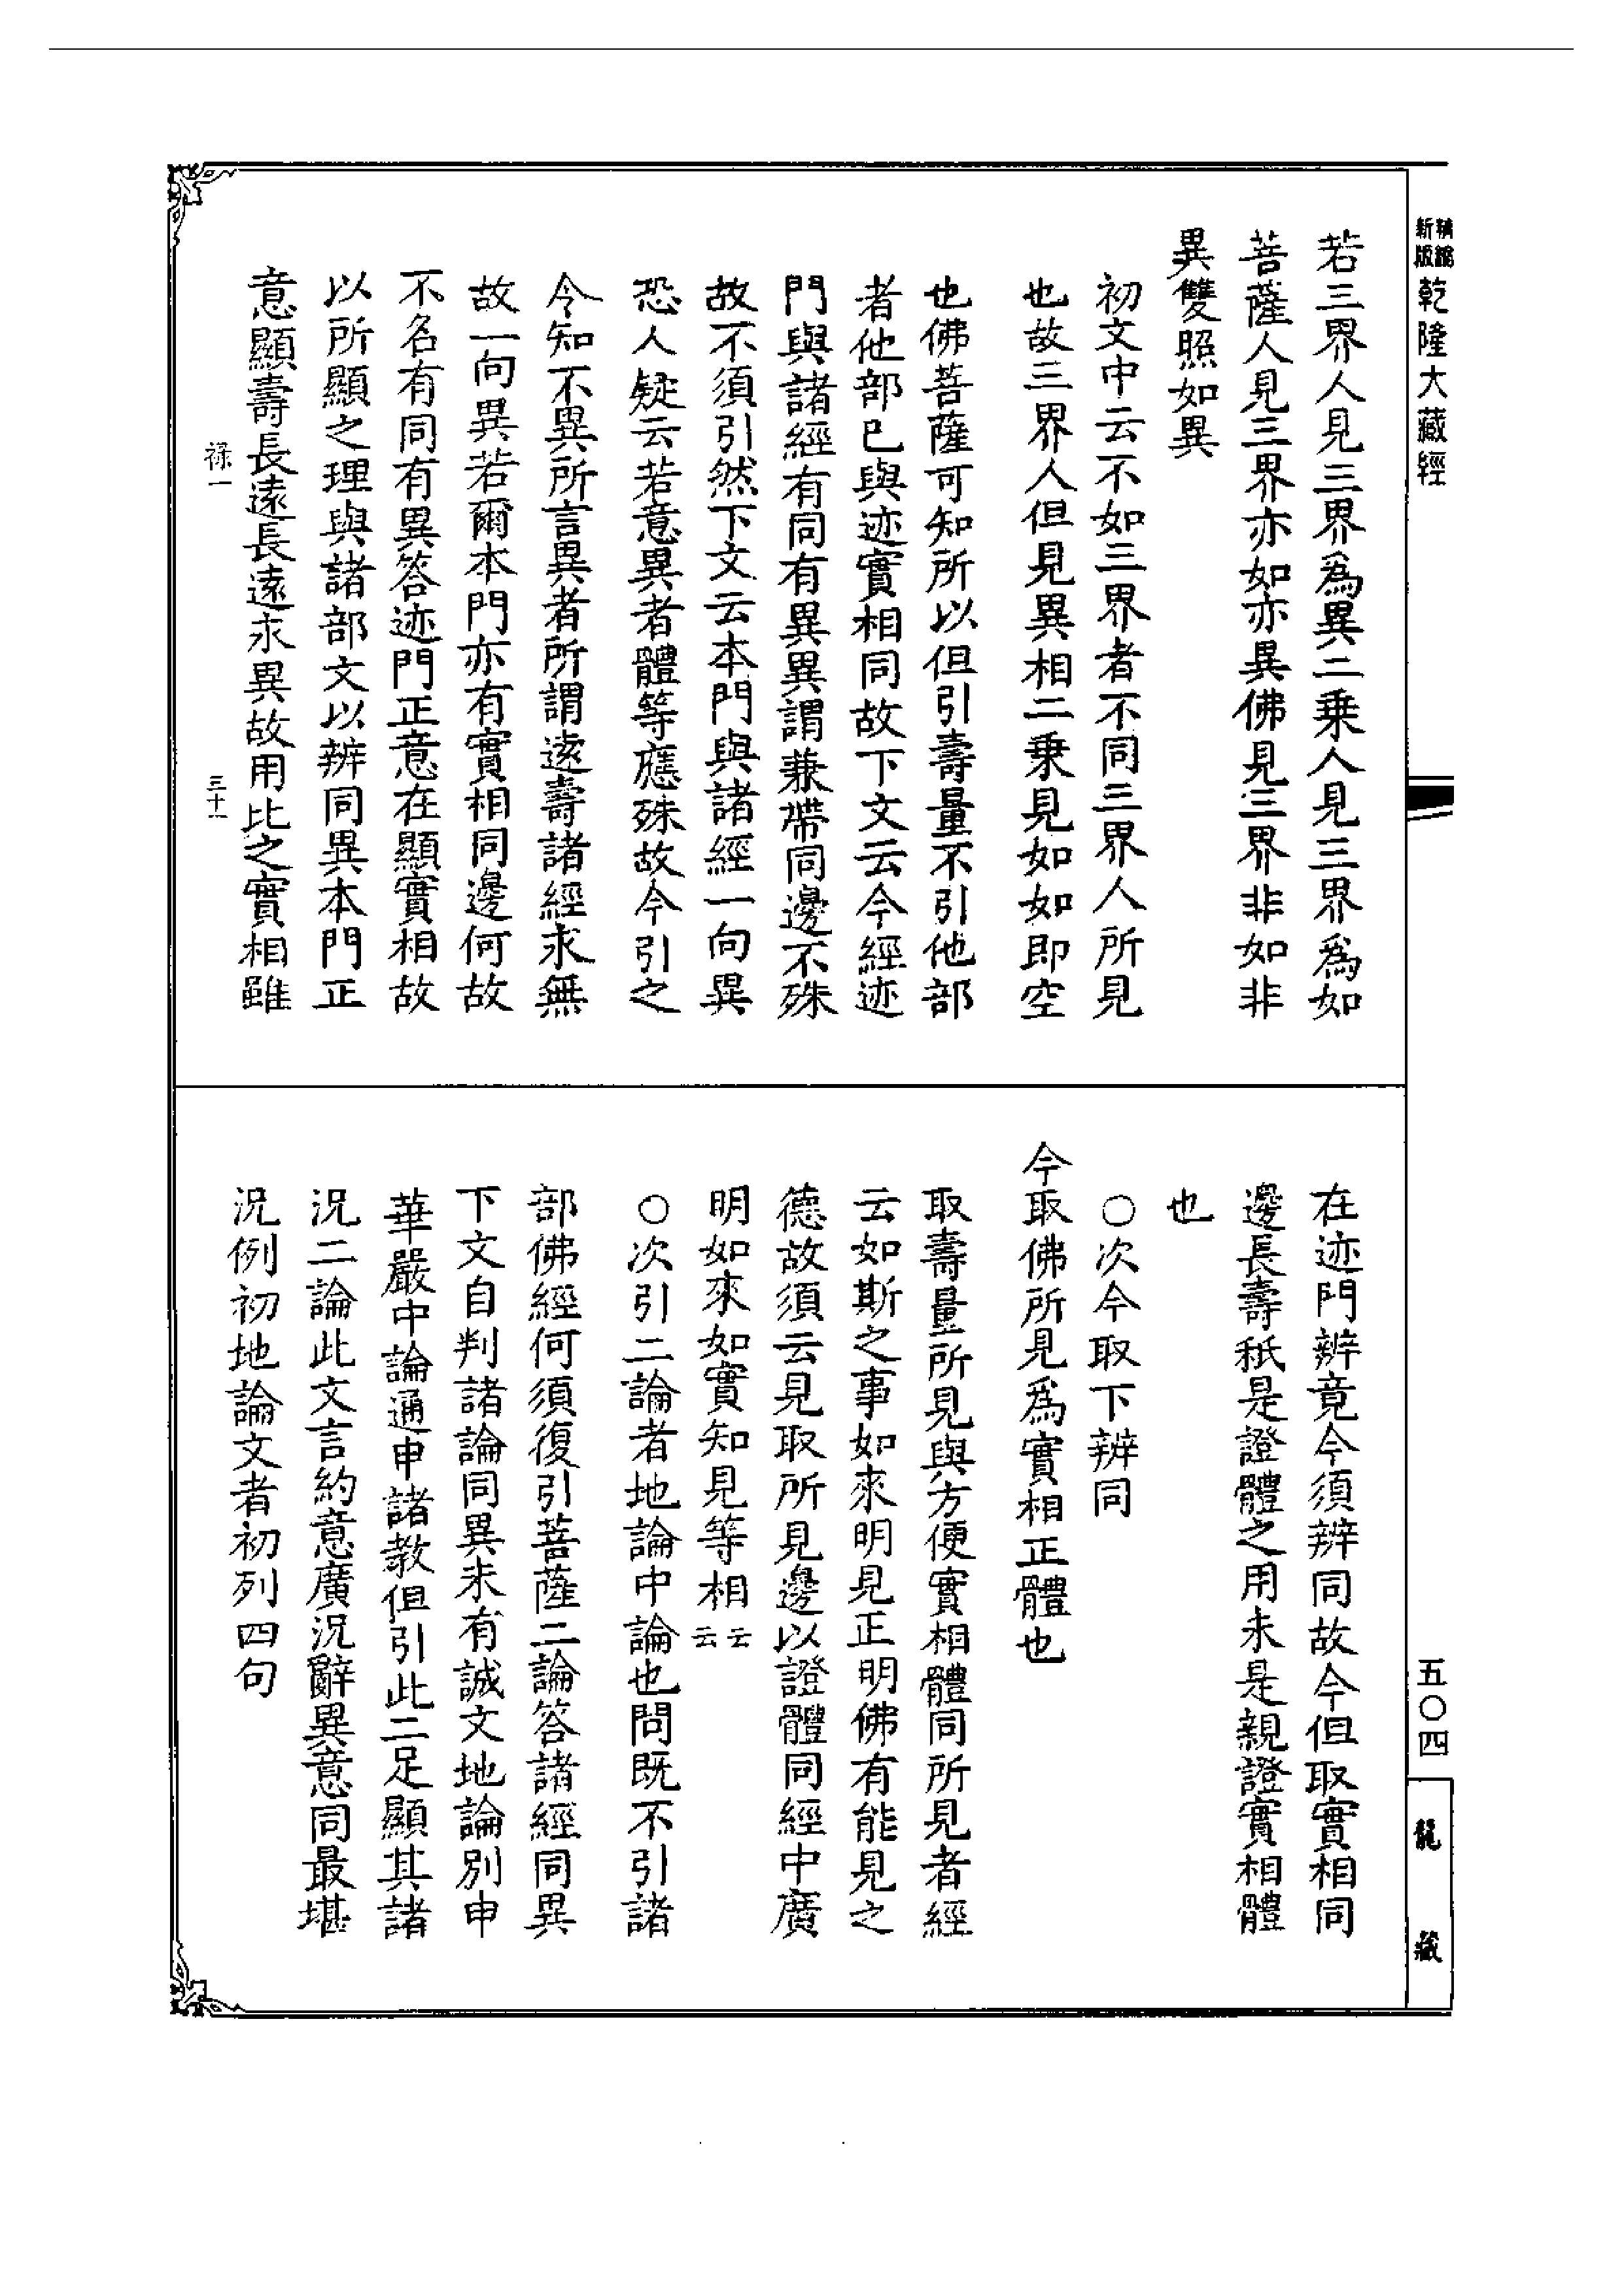 新版精縮乾隆大藏經
五〇四
龍藏
若三界人見三界為異二乗人見三界為如
菩薩人見三界亦如亦異佛見三界非如非
異雙照如異
初文中云不如三界者不同三界人所見
也故三界人但見異相二乗見如如即空
也佛菩薩可知所以但引壽量不引他部
者他部已與迹實相同故下文云今經迹
門與諸經有同有異異謂兼帶同邊不殊
故不須引然下文云本門與諸經一向異
恐人疑云若意異者體等應殊故今引之
令知不異所言異者所謂遠壽諸經永無
故一向異若爾本門亦有實相同邊何故
不名有同有異答迹門正意在顯實相故
以所顯之理與諸部文以辨同異本門正
意顯壽長遠長遠永異故用比之實相雖
祿一
三十一
在迹門辨竟今須辨同故今但取實相同
邊長壽秖是證體之用未是親證實相體
也
○次今取下辨同
今取佛所見為實相正體也
取壽量所見與方便實相體同所見者經
云如斯之事如來明見正明佛有能見之
德故須云見取所見邊以證體同經中廣
明如來如實知見等相云云
○次引二論者地論中論也問既不引諸
部佛經何須復引菩薩二論答諸經同異
下文自判諸論同異未有誠文地論別申
華嚴中論通申諸教但引此二足顯其諸
況二論此文言約意廣況辭異意同最堪
況例初地論文者初列四句